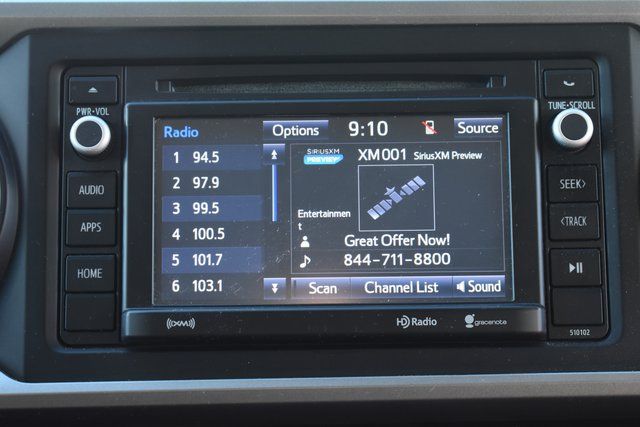 PWR•VOL
AUDIO
APPS
HOME
Radio
Options
9:10
Source
1 94.5
2 97.9
3 99.5
4 100.5
5 101.7
6 103.1
SIRIUSXM
PREVIEW
XM001 SiriusXM Preview
Entertainmen
t
Great Offer Now!
844-711-8800
Scan
Channel List
Sound
((XM))
HD Radio
gracenote
TUNE•SCROLL
SEEK>
<TRACK
510102